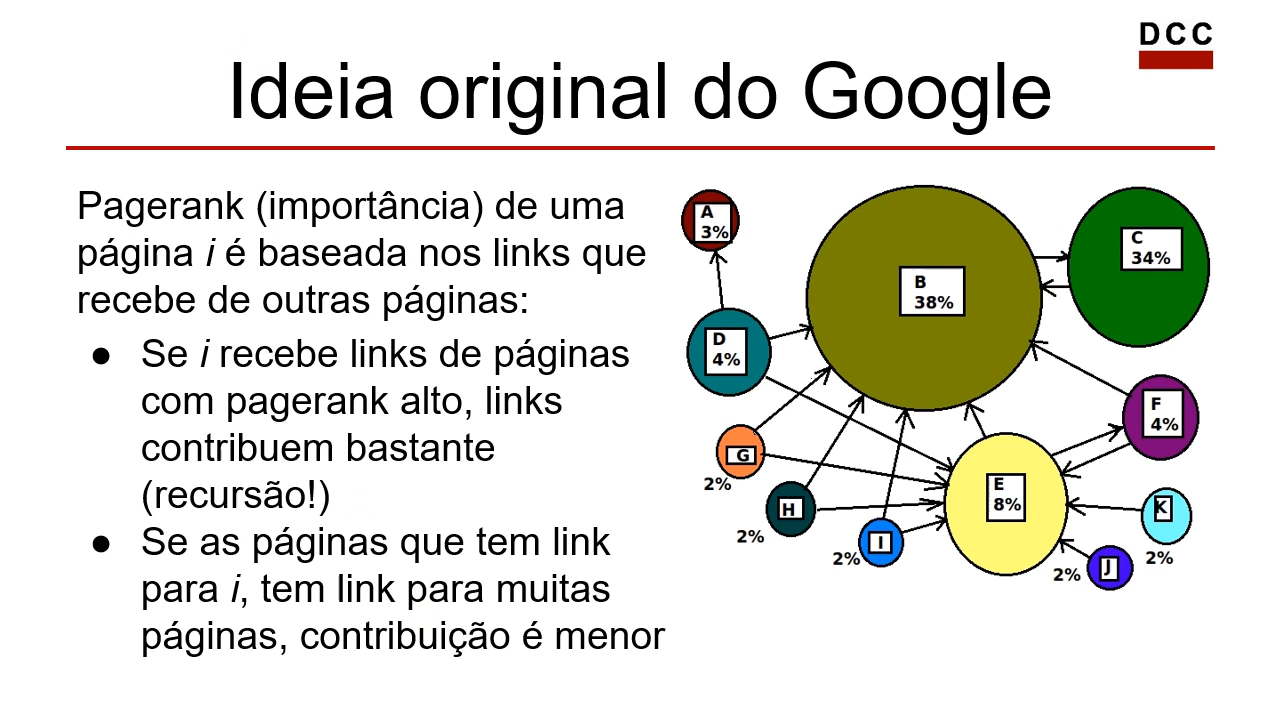 DCC
Ideia original do Google
Pagerank (importância) de uma
página i é baseada nos links que
recebe de outras páginas:
● Se i recebe links de páginas
com pagerank alto, links
contribuem bastante
(recursão!)
● Se as páginas que tem link
para i, tem link para muitas
páginas, contribuição é menor
A
3%
B
38%
C
34%
D
4%
F
4%
G
2%
E
8%
H
2%
I
2%
K
2%
J
2%